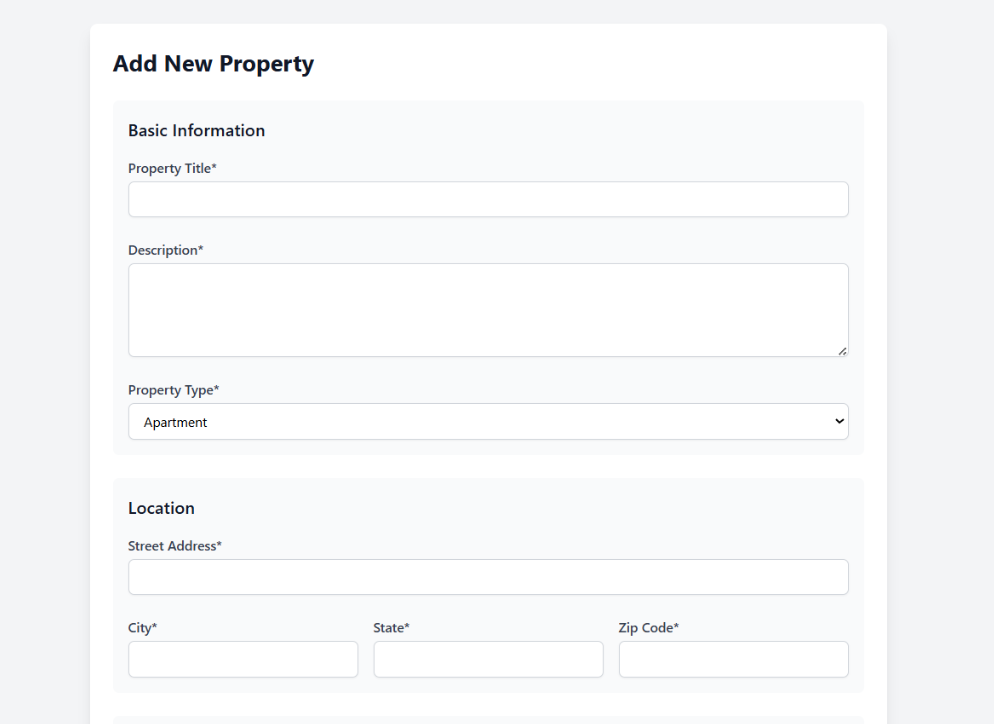 Add New Property
Basic Information
Property Title*
Description*
Property Type*
Apartment
Location
Street Address*
City* State* Zip Code*